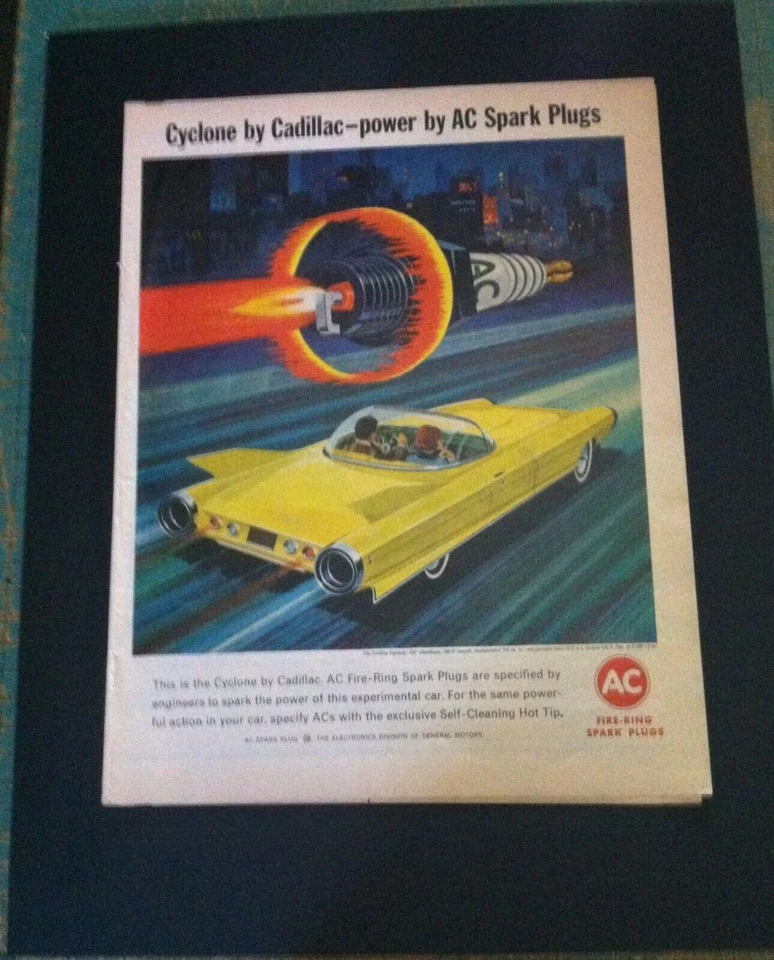 Cyclone by Cadillac—power by AC Spark Plugs
AC
This is the Cyclone by Cadillac. AC Fire-Ring Spark Plugs are specified by
engineers to spark the power of this experimental car. For the same power-
ful action in your car, specify ACs with the exclusive Self-Cleaning Hot Tip.
AC SPARK PLUG THE ELECTRONICS DIVISION OF GENERAL MOTORS
AC
FIRE-RING
SPARK PLUGS